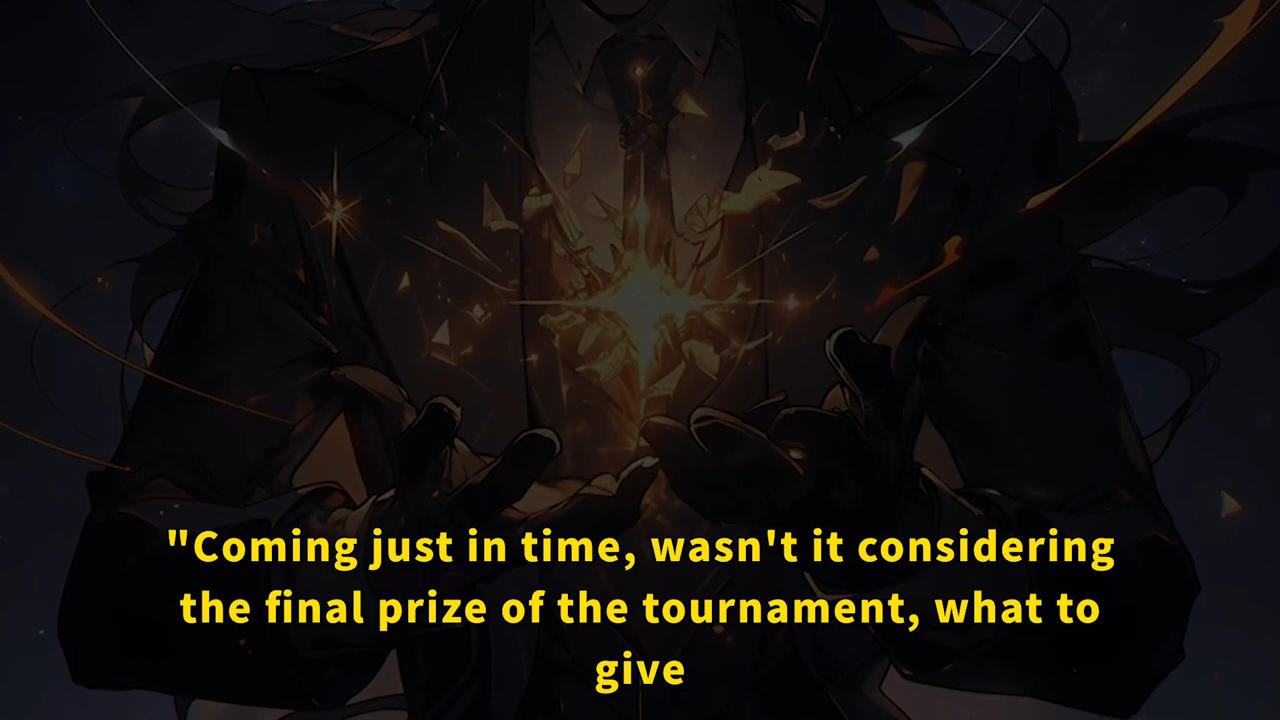 "Coming just in time, wasn't it considering
the final prize of the tournament, what to
give